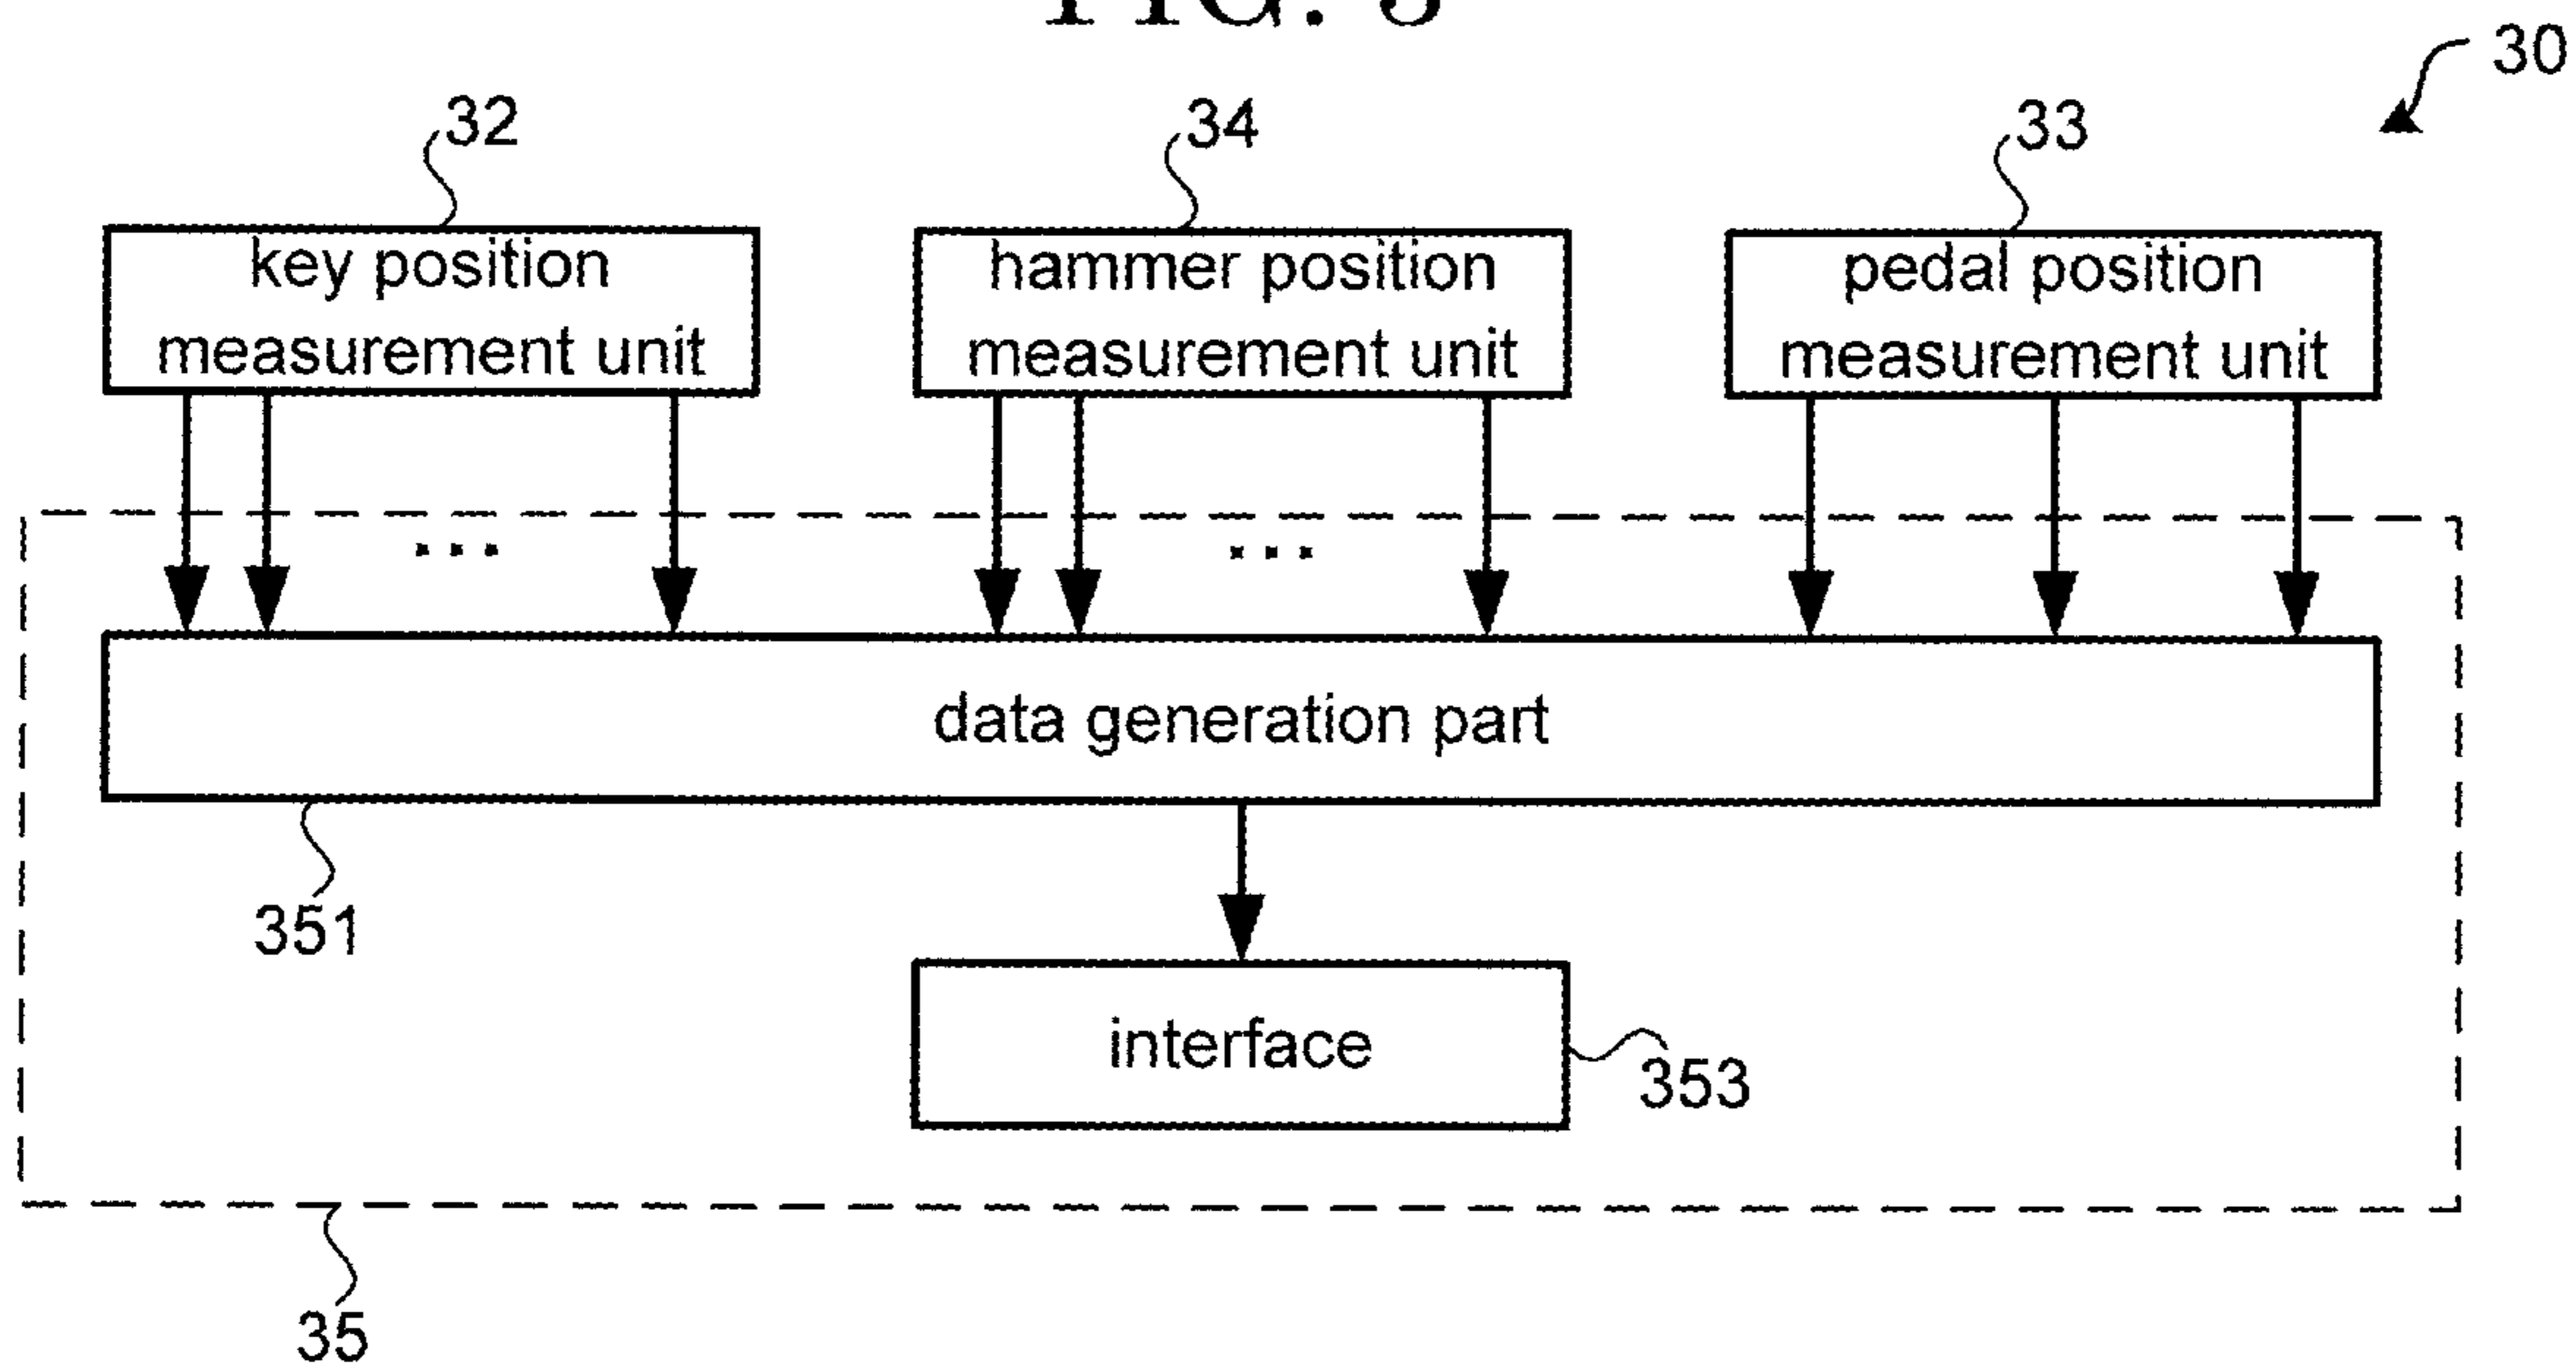 30
32
34
33
key position
measurement unit
hammer position
measurement unit
pedal position
measurement unit
...
...
data generation part
351
interface
353
35